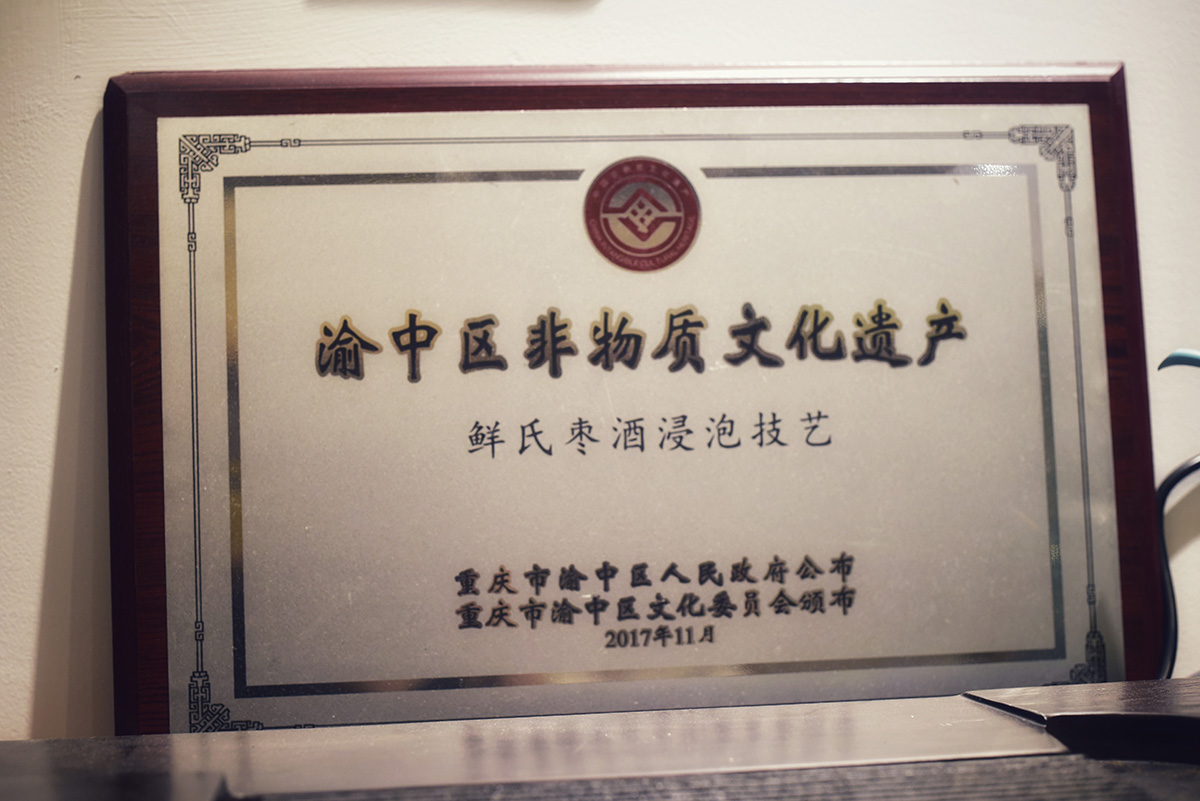 渝中区非物质文化遗产
鲜氏枣酒浸泡技艺
重庆市渝中区人民政府公布
重庆市渝中区文化委员会颁布
2017年11月